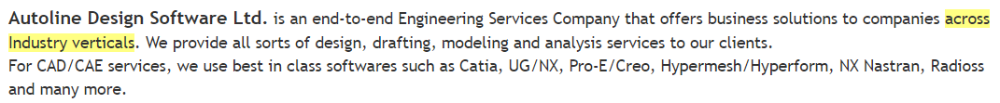 Autoline Design Software Ltd. is an end-to-end Engineering Services Company that offers business solutions to companies across
Industry verticals. We provide all sorts of design, drafting, modeling and analysis services to our clients.
For CAD/CAE services, we use best in class softwares such as Catia, UG/NX, Pro-E/Creo, Hypermesh/Hyperform, NX Nastran, Radioss
and many more.